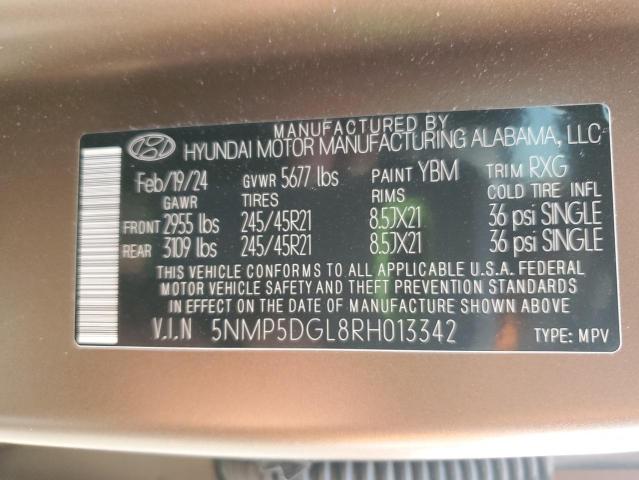 MANUFACTURED BY
HYUNDAI MOTOR MANUFACTURING ALABAMA, LLC
Feb/19/24 GVWR 5677 lbs PAINT YBM TRIM RXG
GAWR TIRES RIMS COLD TIRE INFL
FRONT 2955 lbs 245/45R21 8.5JX21 36 psi SINGLE
REAR 3109 lbs 245/45R21 8.5JX21 36 psi SINGLE
THIS VEHICLE CONFORMS TO ALL APPLICABLE U.S.A. FEDERAL
MOTOR VEHICLE SAFETY AND THEFT PREVENTION STANDARDS
IN EFFECT ON THE DATE OF MANUFACTURE SHOWN ABOVE.
V.I.N 5NMP5DGL8RH013342 TYPE: MPV